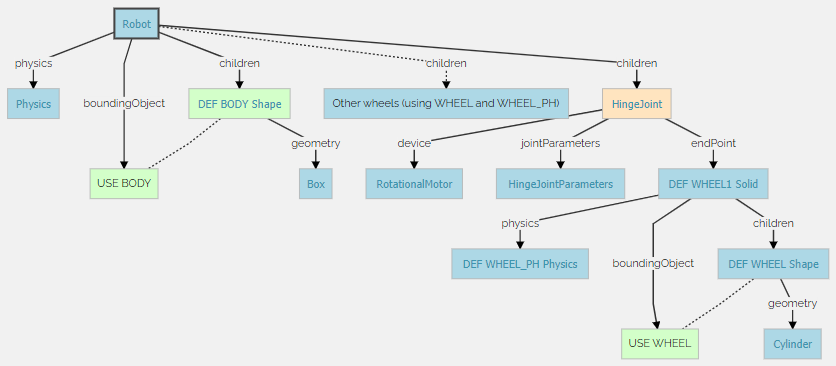 Robot
physics
boundingObject
children
children
children
Physics
DEF BODY Shape
Other wheels (using WHEEL and WHEEL_PH)
HingeJoint
geometry
device
jointParameters
endPoint
USE BODY
Box
RotationalMotor
HingeJointParameters
DEF WHEEL1 Solid
physics
boundingObject
children
DEF WHEEL_PH Physics
DEF WHEEL Shape
geometry
USE WHEEL
Cylinder